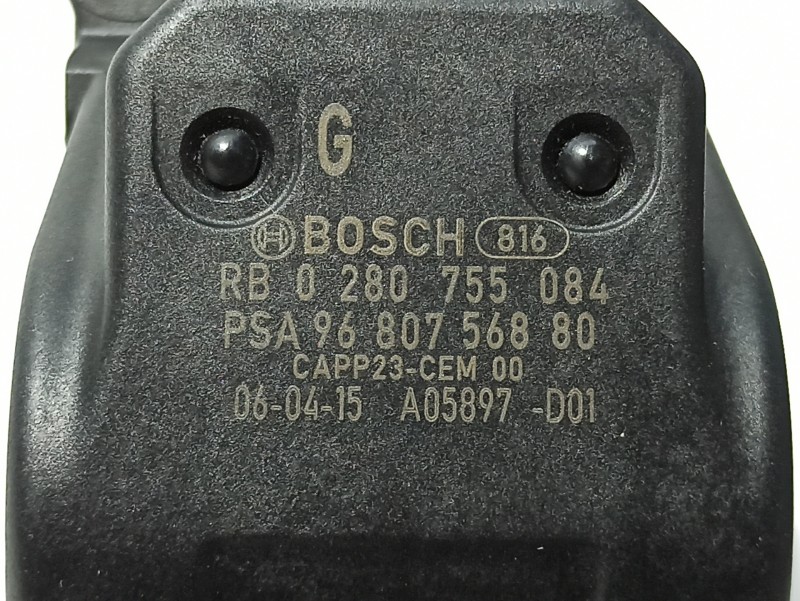 G
BOSCH 816
RB 0 280 755 084
PSA 96 807 568 80
CAPP23-CEM 00
06-04-15 A05897 -D01